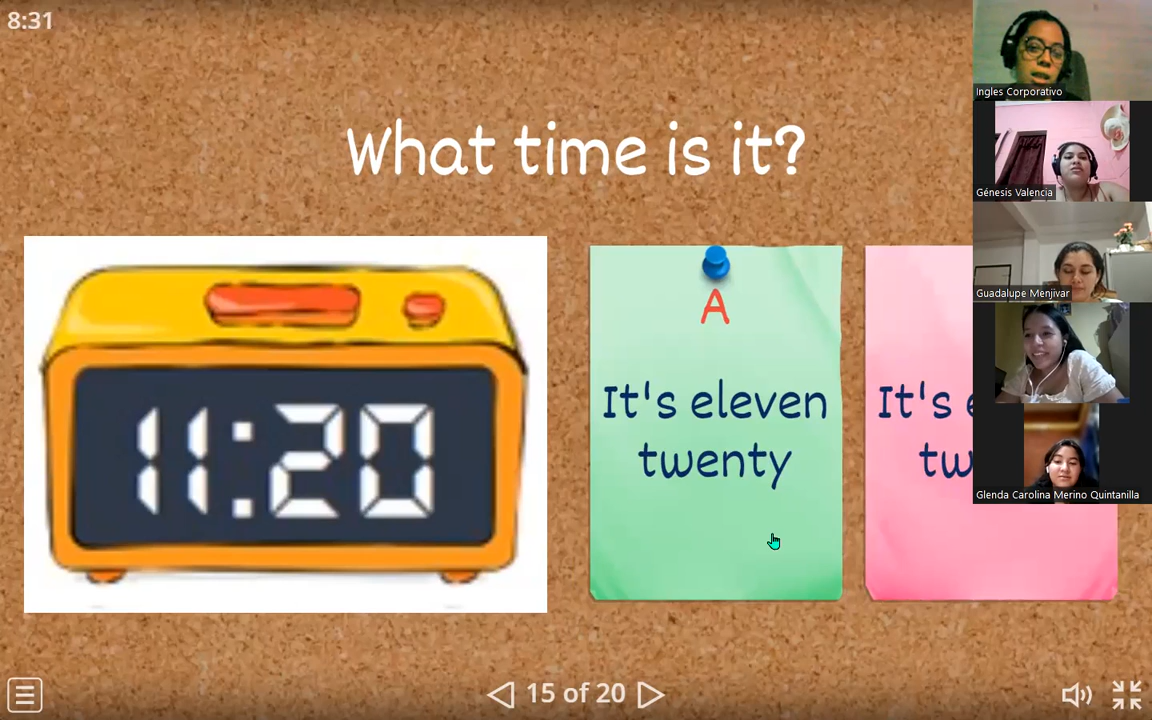 8:31
Ingles Corporativo
What time is it?
Génesis Valencia
11:20
A
It's eleven
twenty
It's
Guadalupe Menjivar
Glenda Carolina Merino Quintanilla
15 of 20